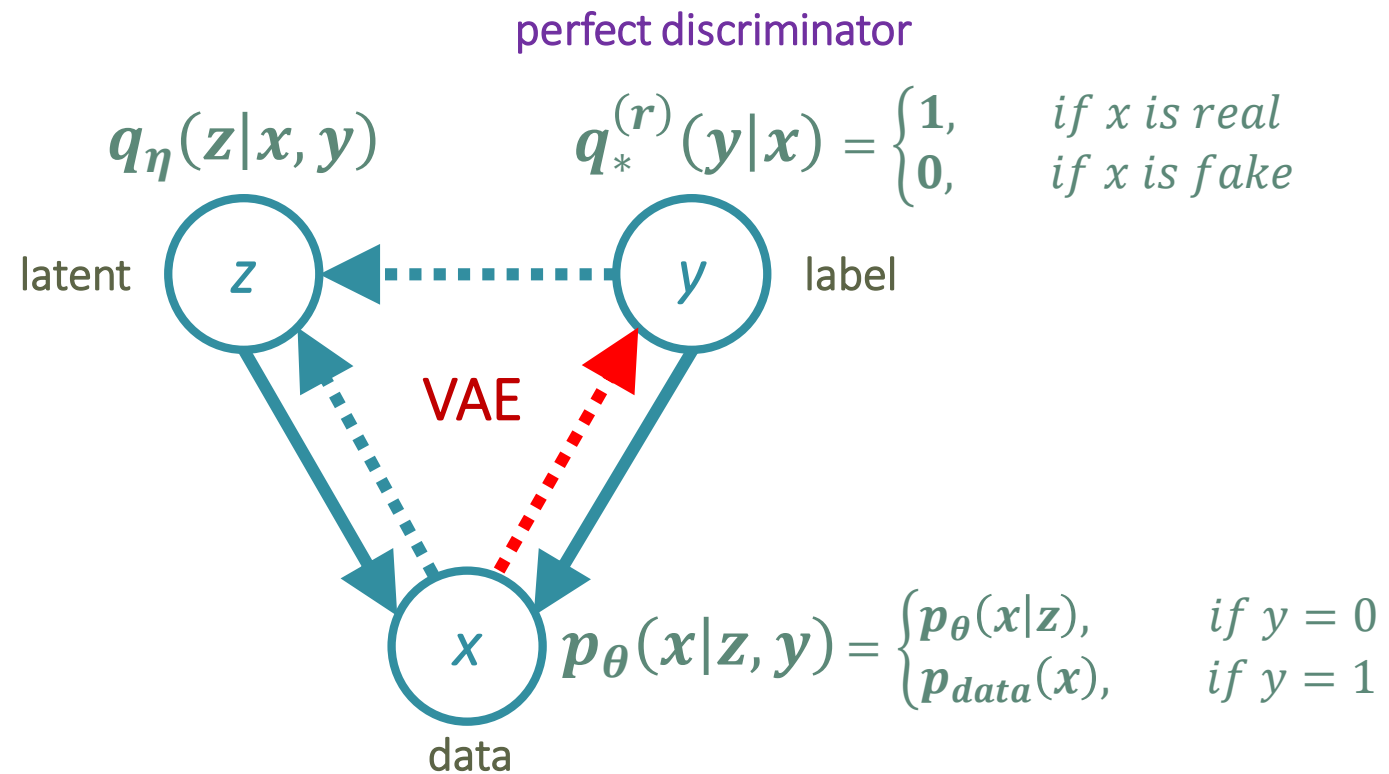 perfect discriminator
q_η(z|x, y)
q_*^(r)(y|x) = { 1, if x is real
0, if x is fake
latent z y label
VAE
x p_θ(x|z, y) = { p_θ(x|z), if y = 0
p_data(x), if y = 1
data